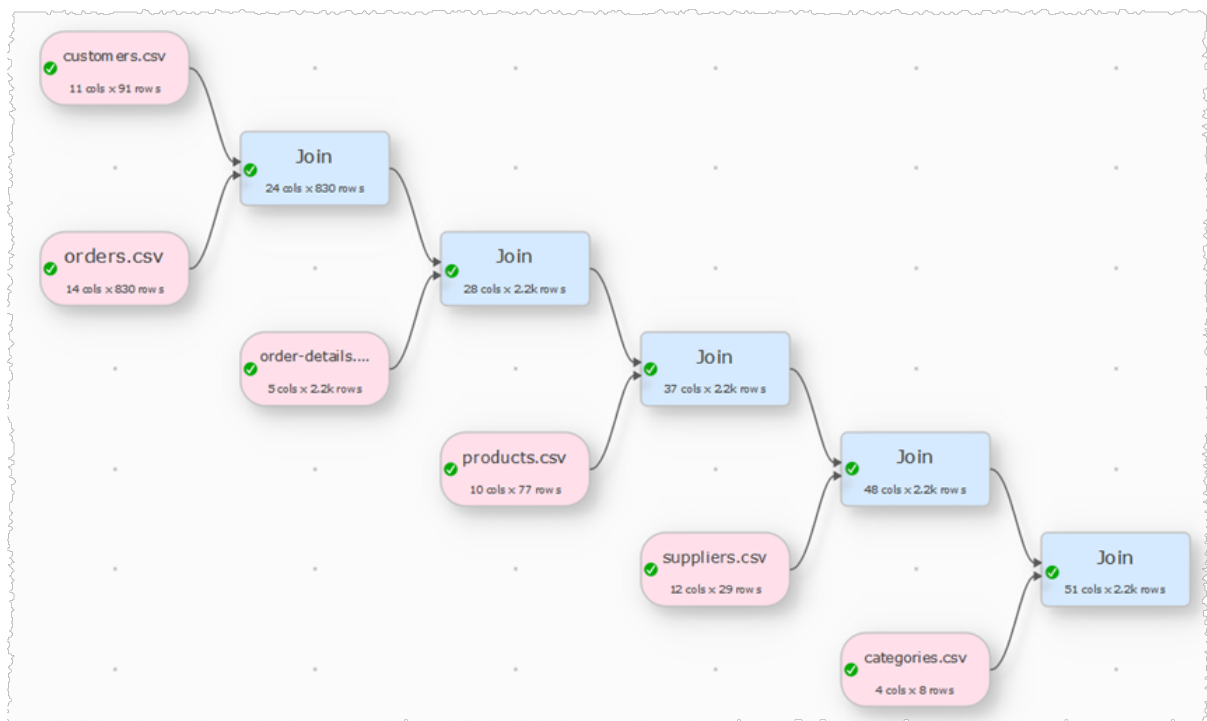 customers.csv
11 cols x 91 rows
Join
24 cols x 830 rows
orders.csv
14 cols x 830 rows
Join
28 cols x 2.2k rows
order-details....
5 cols x 2.2k rows
Join
37 cols x 2.2k rows
products.csv
10 cols x 77 rows
Join
48 cols x 2.2k rows
suppliers.csv
12 cols x 29 rows
Join
51 cols x 2.2k rows
categories.csv
4 cols x 8 rows